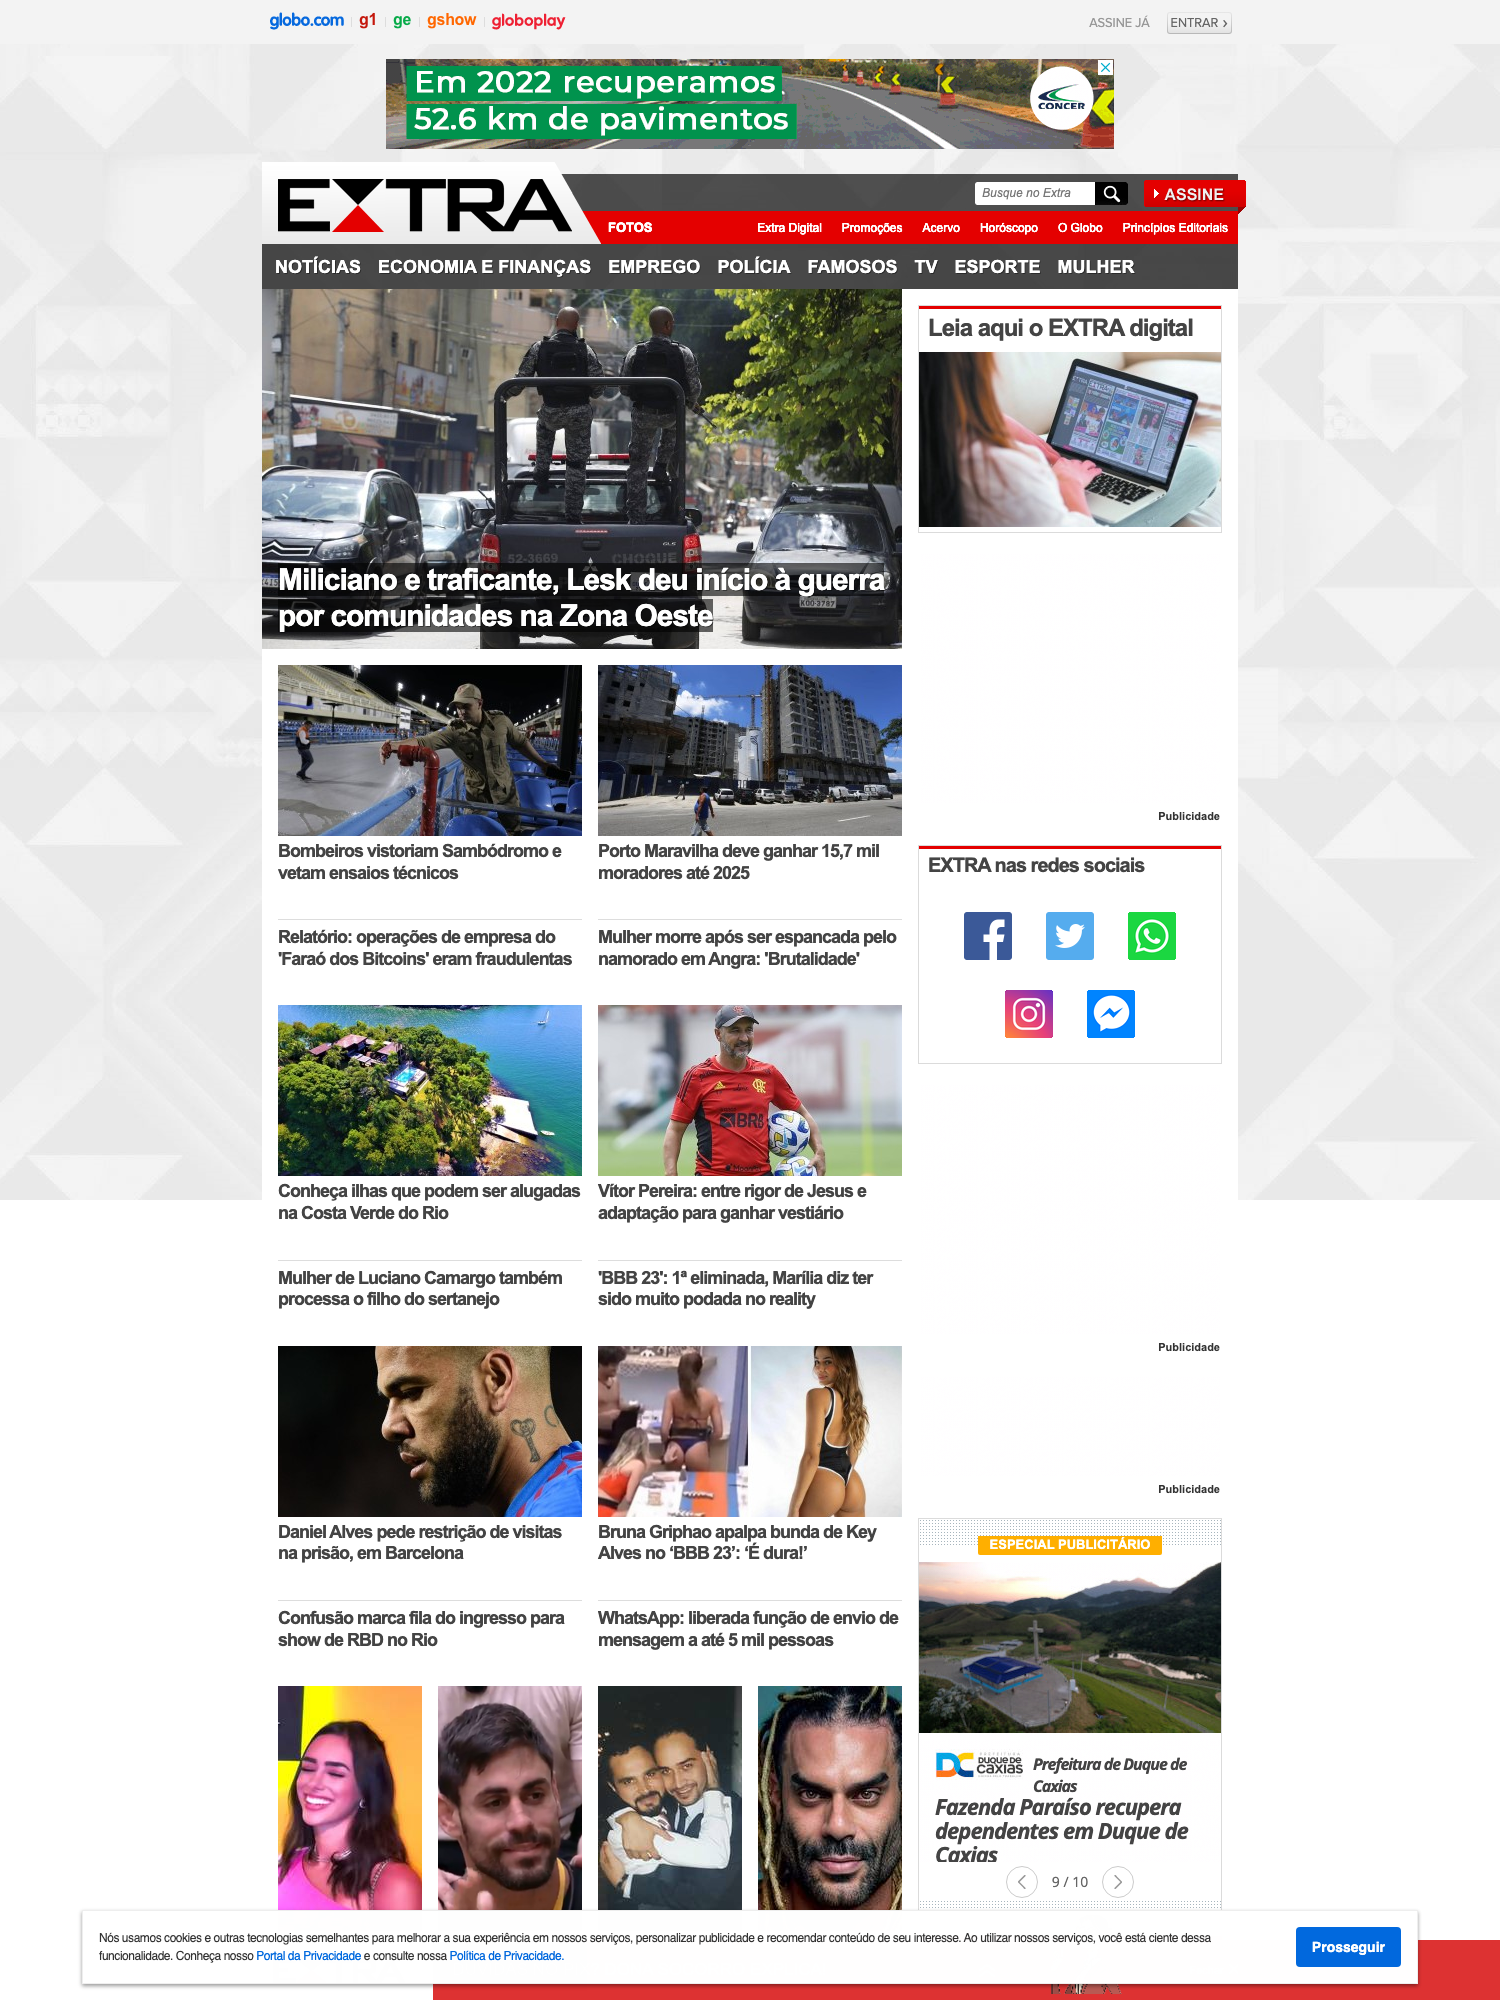 globo.com
g1
ge
gshow
globoplay
ASSINE JÁ
ENTRAR ›
Em 2022 recuperamos
52.6 km de pavimentos
CONCER
EXTRA
Busque no Extra
ASSINE
FOTOS
Extra Digital
Promoções
Acervo
Horóscopo
O Globo
Princípios Editoriais
NOTÍCIAS
ECONOMIA E FINANÇAS
EMPREGO
POLÍCIA
FAMOSOS
TV
ESPORTE
MULHER
52-3669
CHOQUE
Miliciano e traficante, Lesk deu início à guerra
por comunidades na Zona Oeste
Leia aqui o EXTRA digital
Publicidade
Bombeiros vistoriam Sambódromo e
vetam ensaios técnicos
Porto Maravilha deve ganhar 15,7 mil
moradores até 2025
EXTRA nas redes sociais
Relatório: operações de empresa do
'Faraó dos Bitcoins' eram fraudulentas
Mulher morre após ser espancada pelo
namorado em Angra: 'Brutalidade'
Conheça ilhas que podem ser alugadas
na Costa Verde do Rio
Vítor Pereira: entre rigor de Jesus e
adaptação para ganhar vestiário
Mulher de Luciano Camargo também
processa o filho do sertanejo
'BBB 23': 1ª eliminada, Marília diz ter
sido muito podada no reality
Publicidade
Publicidade
Daniel Alves pede restrição de visitas
na prisão, em Barcelona
Bruna Griphao apalpa bunda de Key
Alves no ‘BBB 23’: ‘É dura!’
Confusão marca fila do ingresso para
show de RBD no Rio
WhatsApp: liberada função de envio de
mensagem a até 5 mil pessoas
ESPECIAL PUBLICITÁRIO
DC PREFEITURA DUQUE DE CAXIAS
Prefeitura de Duque de
Caxias
Fazenda Paraíso recupera
dependentes em Duque de
Caxias
9 / 10
Nós usamos cookies e outras tecnologias semelhantes para melhorar a sua experiência em nossos serviços, personalizar publicidade e recomendar conteúdo de seu interesse. Ao utilizar nossos serviços, você está ciente dessa
funcionalidade. Conheça nosso Portal da Privacidade e consulte nossa Política de Privacidade.
Prosseguir